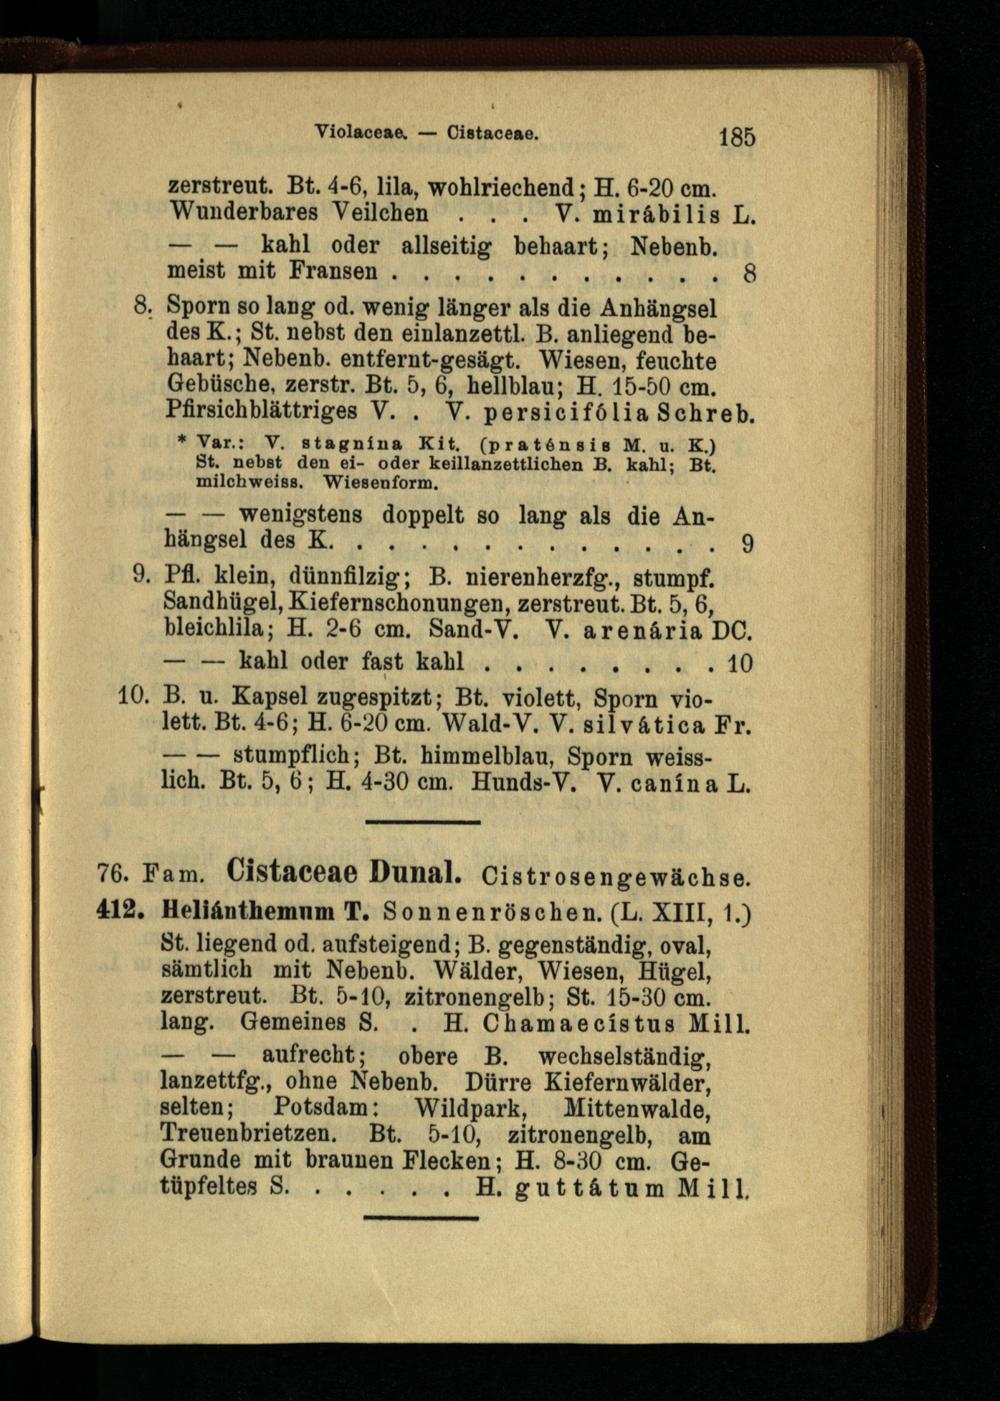 Violaceae. — Cistaceae. 185
zerstreut. Bt. 4-6, lila, wohlriechend; H. 6-20 cm.
Wunderbares Veilchen . . . V. mirábilis L.
— — kahl oder allseitig behaart; Nebenb.
meist mit Fransen . . . . . . . . . . . 8
8. Sporn so lang od. wenig länger als die Anhängsel
des K.; St. nebst den einlanzettl. B. anliegend be-
haart; Nebenb. entfernt-gesägt. Wiesen, feuchte
Gebüsche, zerstr. Bt. 5, 6, hellblau; H. 15-50 cm.
Pfirsichblättriges V. . V. persicifólia Schreb.
* Var.: V. stagnína Kit. (praténsis M. u. K.)
St. nebst den ei- oder keillanzettlichen B. kahl; Bt.
milchweiss. Wiesenform.
— — wenigstens doppelt so lang als die An-
hängsel des K. . . . . . . . . . . . . . 9
9. Pfl. klein, dünnfilzig; B. nierenherzfg., stumpf.
Sandhügel, Kiefernschonungen, zerstreut. Bt. 5, 6,
bleichlila; H. 2-6 cm. Sand-V. V. arenária DC.
— — kahl oder fast kahl . . . . . . . . 10
10. B. u. Kapsel zugespitzt; Bt. violett, Sporn vio-
lett. Bt. 4-6; H. 6-20 cm. Wald-V. V. silvática Fr.
— — stumpflich; Bt. himmelblau, Sporn weiss-
lich. Bt. 5, 6; H. 4-30 cm. Hunds-V. V. canína L.
76. Fam. Cistaceae Dunal. Cistrosengewächse.
412. Heliánthemum T. Sonnenröschen. (L. XIII, 1.)
St. liegend od. aufsteigend; B. gegenständig, oval,
sämtlich mit Nebenb. Wälder, Wiesen, Hügel,
zerstreut. Bt. 5-10, zitronengelb; St. 15-30 cm.
lang. Gemeines S. . H. Chamaecístus Mill.
— — aufrecht; obere B. wechselständig,
lanzettfg., ohne Nebenb. Dürre Kiefernwälder,
selten; Potsdam: Wildpark, Mittenwalde,
Treuenbrietzen. Bt. 5-10, zitronengelb, am
Grunde mit braunen Flecken; H. 8-30 cm. Ge-
tüpfeltes S. . . . . . H. guttátum Mill.